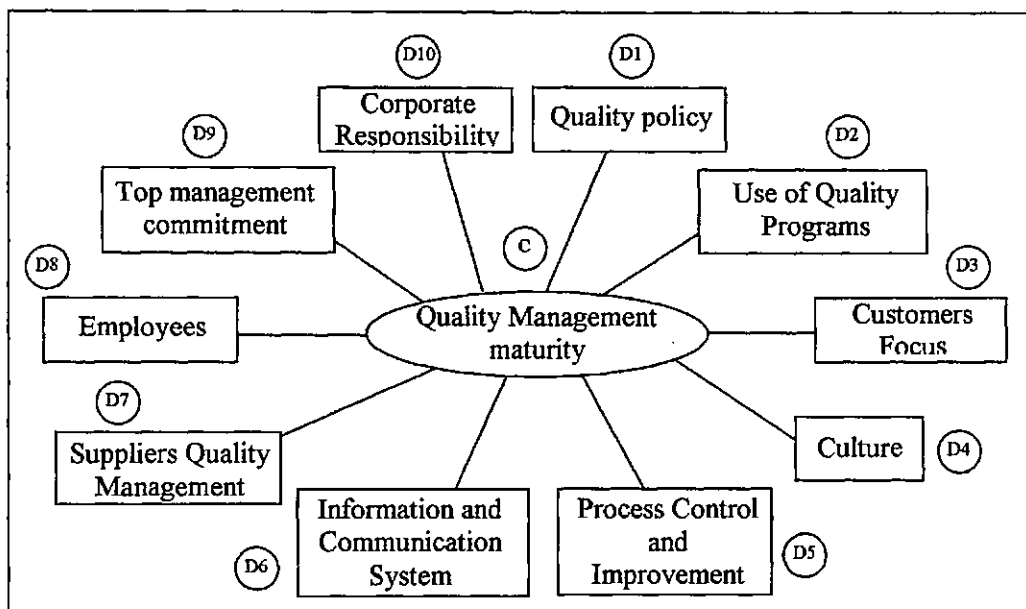 D10
Corporate
Responsibility
D1
Quality policy
D9
Top management
commitment
D2
Use of Quality
Programs
C
Quality Management
maturity
D8
Employees
D3
Customers
Focus
D7
Suppliers Quality
Management
Culture
D4
D6
Information and
Communication
System
Process Control
and
Improvement
D5